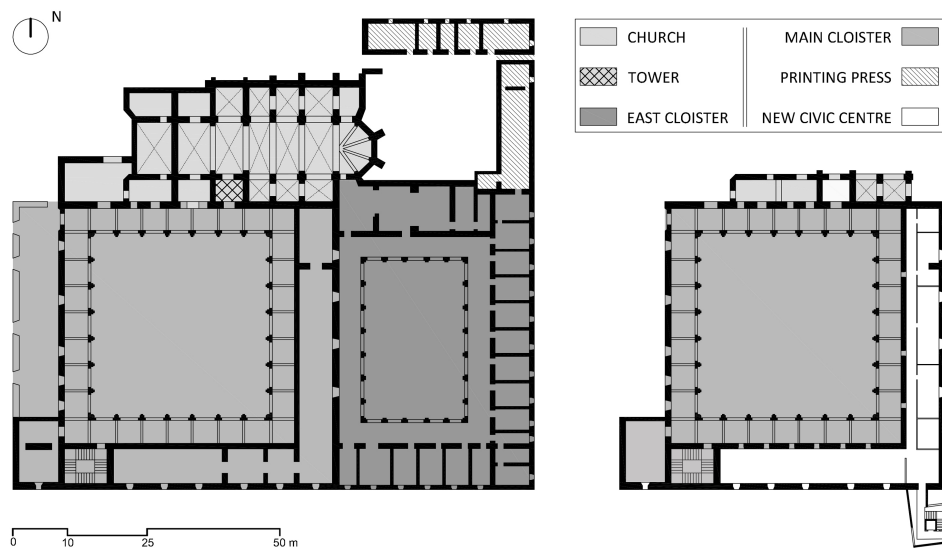 N
CHURCH
MAIN CLOISTER
TOWER
PRINTING PRESS
EAST CLOISTER
NEW CIVIC CENTRE
0 10 25 50 m